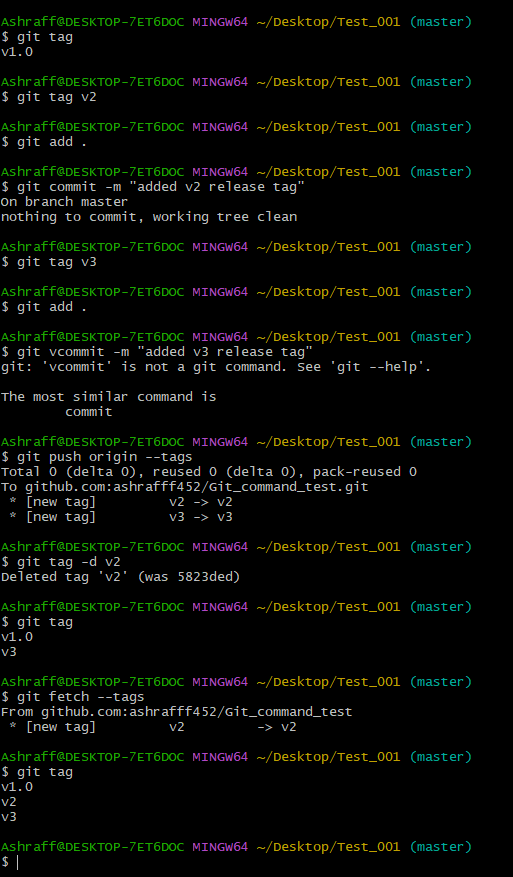 Ashraff@DESKTOP-7ET6DOC MINGW64 ~/Desktop/Test_001 (master)
$ git tag
v1.0
Ashraff@DESKTOP-7ET6DOC MINGW64 ~/Desktop/Test_001 (master)
$ git tag v2
Ashraff@DESKTOP-7ET6DOC MINGW64 ~/Desktop/Test_001 (master)
$ git add .
Ashraff@DESKTOP-7ET6DOC MINGW64 ~/Desktop/Test_001 (master)
$ git commit -m "added v2 release tag"
On branch master
nothing to commit, working tree clean
Ashraff@DESKTOP-7ET6DOC MINGW64 ~/Desktop/Test_001 (master)
$ git tag v3
Ashraff@DESKTOP-7ET6DOC MINGW64 ~/Desktop/Test_001 (master)
$ git add .
Ashraff@DESKTOP-7ET6DOC MINGW64 ~/Desktop/Test_001 (master)
$ git vcommit -m "added v3 release tag"
git: 'vcommit' is not a git command. See 'git --help'.
The most similar command is
commit
Ashraff@DESKTOP-7ET6DOC MINGW64 ~/Desktop/Test_001 (master)
$ git push origin --tags
Total 0 (delta 0), reused 0 (delta 0), pack-reused 0
To github.com:ashrafff452/Git_command_test.git
* [new tag] v2 -> v2
* [new tag] v3 -> v3
Ashraff@DESKTOP-7ET6DOC MINGW64 ~/Desktop/Test_001 (master)
$ git tag -d v2
Deleted tag 'v2' (was 5823ded)
Ashraff@DESKTOP-7ET6DOC MINGW64 ~/Desktop/Test_001 (master)
$ git tag
v1.0
v3
Ashraff@DESKTOP-7ET6DOC MINGW64 ~/Desktop/Test_001 (master)
$ git fetch --tags
From github.com:ashrafff452/Git_command_test
* [new tag] v2 -> v2
Ashraff@DESKTOP-7ET6DOC MINGW64 ~/Desktop/Test_001 (master)
$ git tag
v1.0
v2
v3
Ashraff@DESKTOP-7ET6DOC MINGW64 ~/Desktop/Test_001 (master)
$